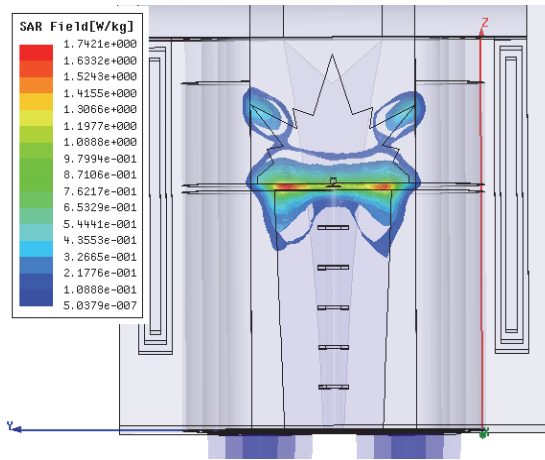 SAR Field[W/kg]
1.7421e+000
1.6332e+000
1.5243e+000
1.4155e+000
1.3066e+000
1.1977e+000
1.0888e+000
9.7994e-001
8.7106e-001
7.6217e-001
6.5329e-001
5.4441e-001
4.3553e-001
3.2665e-001
2.1776e-001
1.0888e-001
5.0379e-007
Z
Y